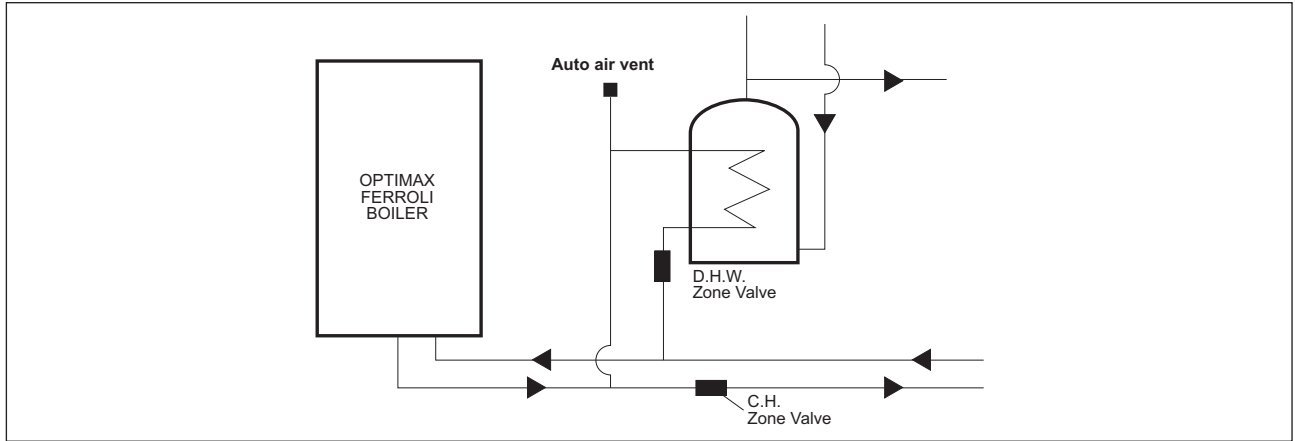 Auto air vent
OPTIMAX
FERROLI
BOILER
D.H.W.
Zone Valve
C.H.
Zone Valve